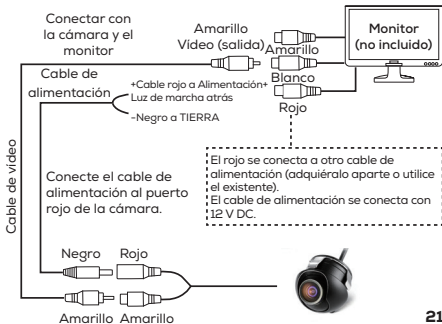 Conectar con
la cámara y el
monitor
Amarillo
Vídeo (salida)
Amarillo
Blanco
Rojo
Monitor
(no incluido)
Cable de
alimentación
+Cable rojo a Alimentación+
Luz de marcha atrás
-Negro a TIERRA
El rojo se conecta a otro cable de
alimentación (adquiéralo aparte o utilice
el existente).
El cable de alimentación se conecta con
12 V DC.
Cable de vídeo
Conecte el cable de
alimentación al puerto
rojo de la cámara.
Negro Rojo
Amarillo Amarillo
21